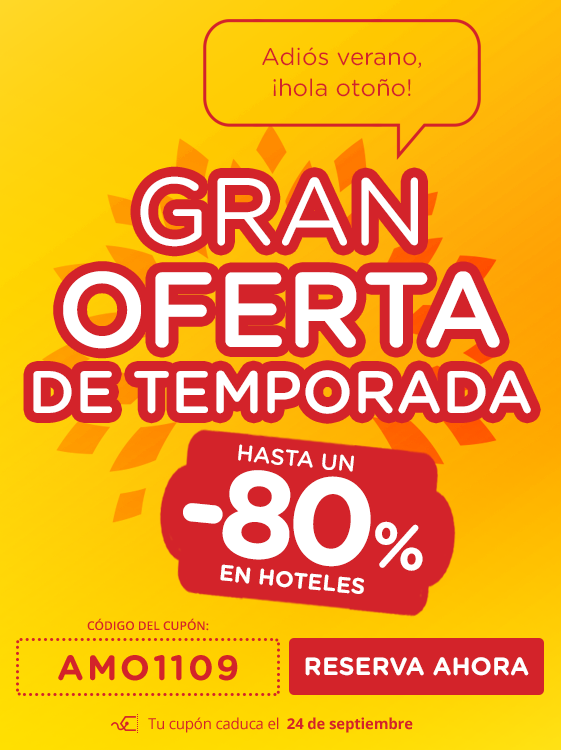 Adiós verano,
¡hola otoño!
GRAN
OFERTA
DE TEMPORADA
HASTA UN
-80%
EN HOTELES
CÓDIGO DEL CUPÓN:
AMO1109
RESERVA AHORA
Tu cupón caduca el 24 de septiembre